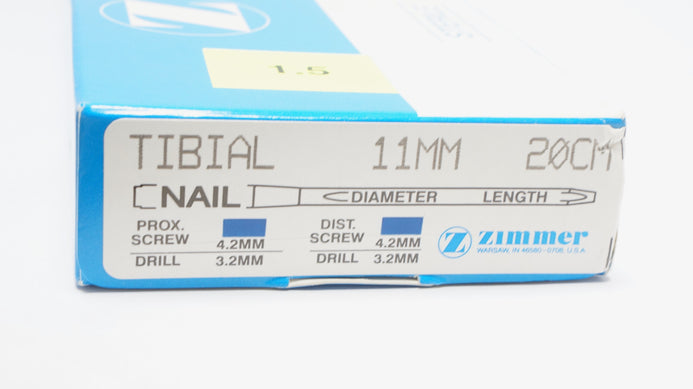 1.5
TIBIAL 11MM 20CM
NAIL DIAMETER LENGTH
PROX. SCREW 4.2MM DIST. SCREW 4.2MM
DRILL 3.2MM DRILL 3.2MM
Z zimmer
WARSAW, IN 46580-0708, U.S.A